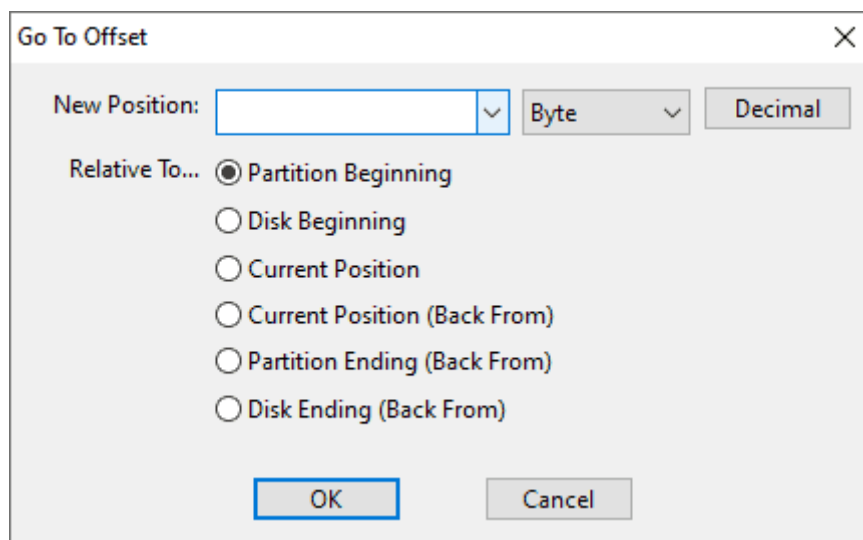 Go To Offset
New Position: Byte Decimal
Relative To... Partition Beginning
Disk Beginning
Current Position
Current Position (Back From)
Partition Ending (Back From)
Disk Ending (Back From)
OK Cancel